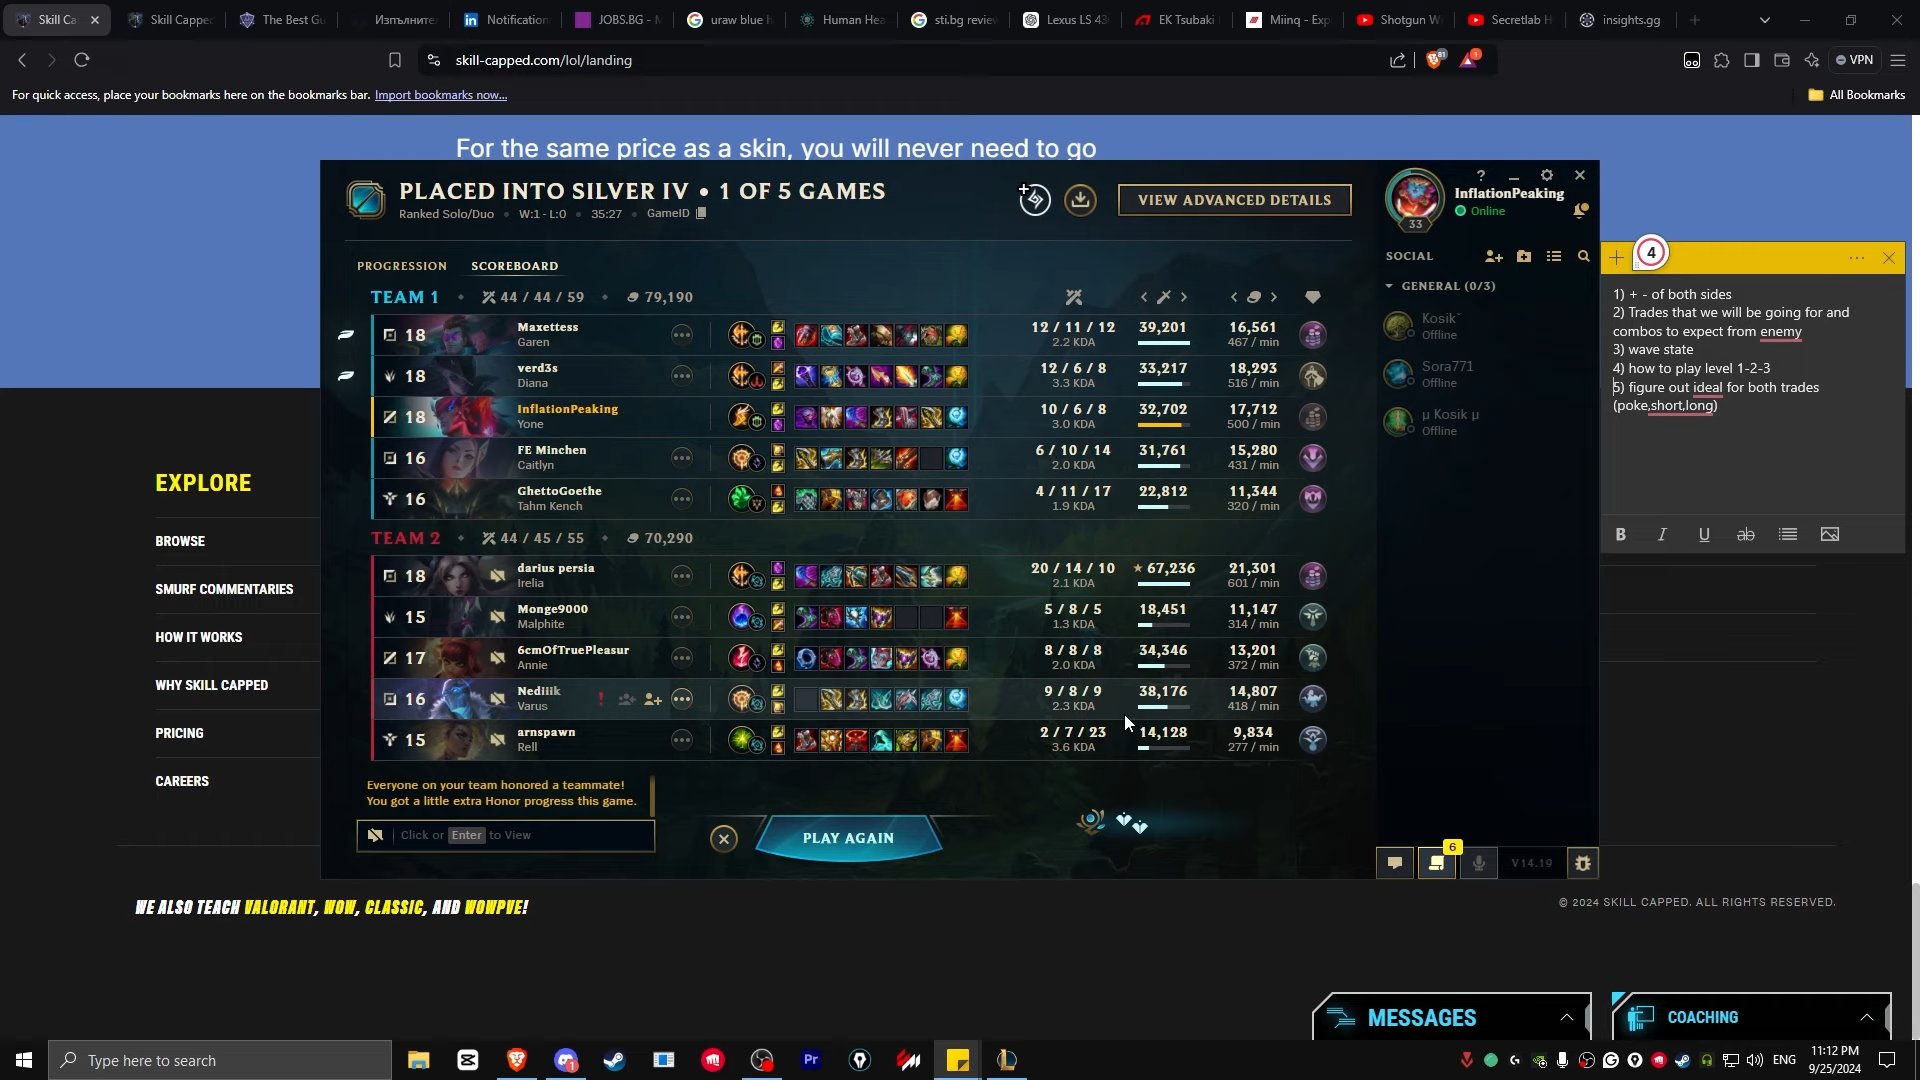 Skill Ca
Skill Cappe
The Best Gu
Изпълните
Notification
JOBS.BG - М
uraw blue h
Human Hea
sti.bg revie
Lexus LS 43
EK Tsubaki
Miinq - Exp
Shotgun W
Secretlab H
insights.gg
skill-capped.com/lol/landing
VPN
For quick access, place your bookmarks here on the bookmarks bar. Import bookmarks now...
All Bookmarks
For the same price as a skin, you will never need to go
PLACED INTO SILVER IV • 1 OF 5 GAMES
Ranked Solo/Duo • W:1 - L:0 • 35:27 • GameID
VIEW ADVANCED DETAILS
33
InflationPeaking
Online
PROGRESSION
SCOREBOARD
SOCIAL
GENERAL (0/3)
Kosikˇ
Offline
Sora771
Offline
µ Kosik µ
Offline
TEAM 1 • 44 / 44 / 59 • 79,190
18 Maxettess 12 / 11 / 12 39,201 16,561
Garen 2.2 KDA 467 / min
18 verd3s 12 / 6 / 8 33,217 18,293
Diana 3.3 KDA 516 / min
18 InflationPeaking 10 / 6 / 8 32,702 17,712
Yone 3.0 KDA 500 / min
16 FE Minchen 6 / 10 / 14 31,761 15,280
Caitlyn 2.0 KDA 431 / min
16 GhettoGoethe 4 / 11 / 17 22,812 11,344
Tahm Kench 1.9 KDA 320 / min
TEAM 2 • 44 / 45 / 55 • 70,290
18 darius persia 20 / 14 / 10 67,236 21,301
Irelia 2.1 KDA 601 / min
15 Monge9000 5 / 8 / 5 18,451 11,147
Malphite 1.3 KDA 314 / min
17 6cmOfTruePleasur 8 / 8 / 8 34,346 13,201
Annie 2.0 KDA 372 / min
16 Nediiik 9 / 8 / 9 38,176 14,807
Varus 2.3 KDA 418 / min
15 arnspawn 2 / 7 / 23 14,128 9,834
Rell 3.6 KDA 277 / min
Everyone on your team honored a teammate!
You got a little extra Honor progress this game.
Click or Enter to View
PLAY AGAIN
6
V14.19
4
1) + - of both sides
2) Trades that we will be going for and
combos to expect from enemy
3) wave state
4) how to play level 1-2-3
5) figure out ideal for both trades
(poke,short,long)
B I U ab
EXPLORE
BROWSE
SMURF COMMENTARIES
HOW IT WORKS
WHY SKILL CAPPED
PRICING
CAREERS
WE ALSO TEACH VALORANT, WOW, CLASSIC, AND WOWPVE!
© 2024 SKILL CAPPED. ALL RIGHTS RESERVED.
MESSAGES
COACHING
Type here to search
Pr
ENG
11:12 PM
9/25/2024